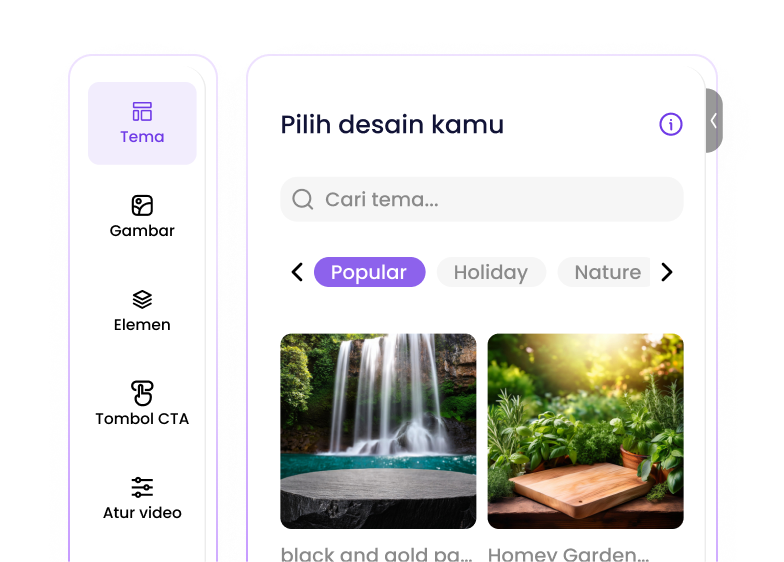 Tema
Gambar
Elemen
Tombol CTA
Atur video
Pilih desain kamu
Cari tema...
Popular Holiday Nature
black and gold pa... Homey Garden...